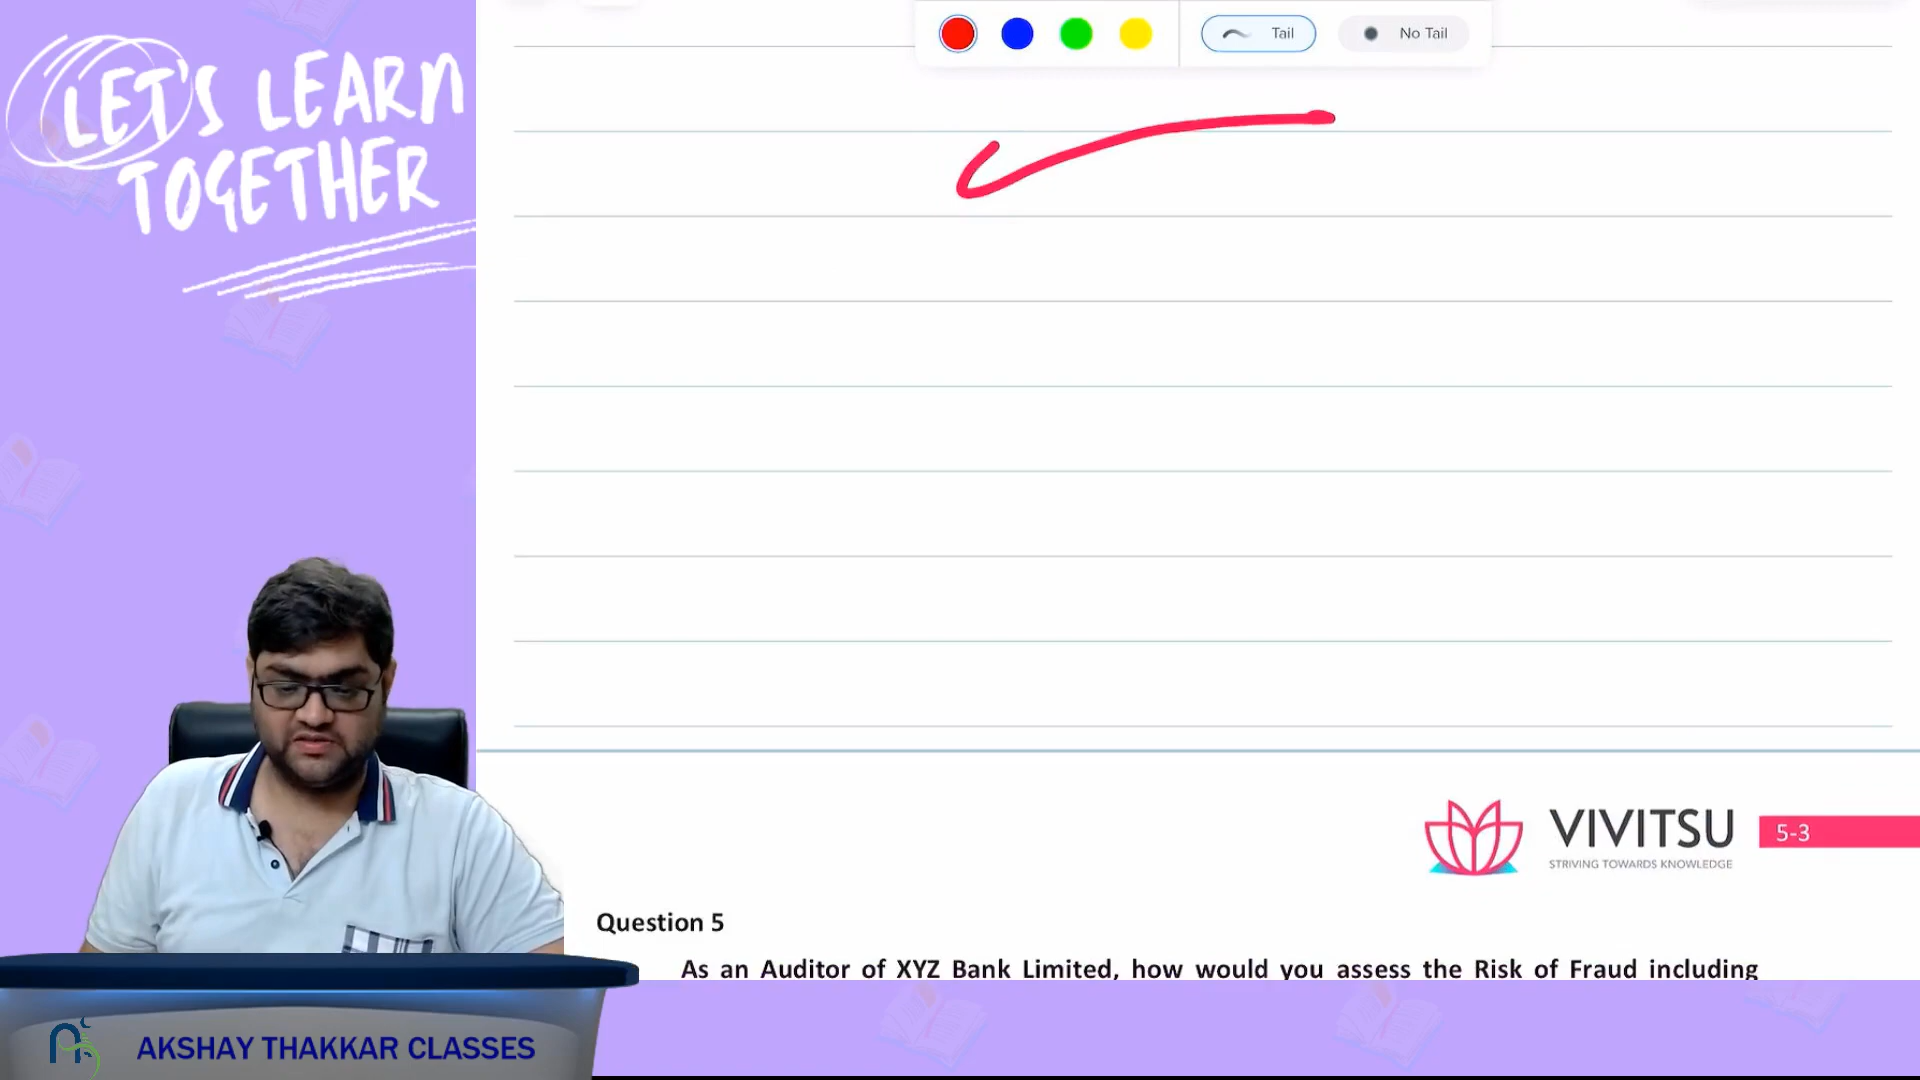 LET'S LEARN
TOGETHER
Tail
No Tail
VIVITSU
STRIVING TOWARDS KNOWLEDGE
5-3
Question 5
As an Auditor of XYZ Bank Limited, how would you assess the Risk of Fraud including
AKSHAY THAKKAR CLASSES